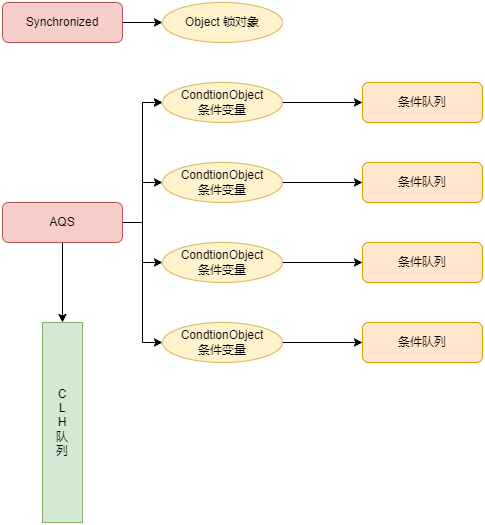 Synchronized
Object 锁对象
CondtionObject
条件变量
条件队列
CondtionObject
条件变量
条件队列
AQS
CondtionObject
条件变量
条件队列
CondtionObject
条件变量
条件队列
C
L
H
队
列